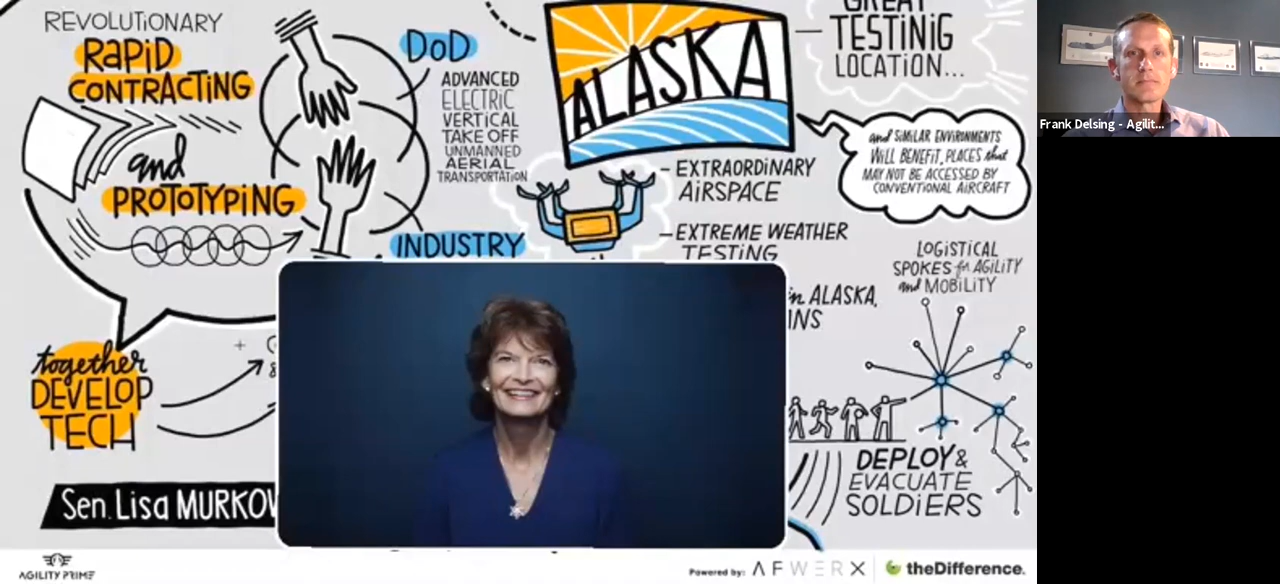 REVOLUTIONARY
RAPID
CONTRACTING
and
PROTOTYPING
DoD
ADVANCED
ELECTRIC
VERTICAL
TAKE OFF
UNMANNED
AERIAL
TRANSPORTATION
INDUSTRY
ALASKA
GREAT
TESTINIG
LOCATION...
and SIMILAR ENVIRONMENTS
WILL BENEFIT, PLACES that
MAY NOT BE ACCESSED BY
CONVENTIONAL AIRCRAFT
- EXTRAORDINARY
AIRSPACE
- EXTREME WEATHER
TESTING
in ALASKA,
INS
LOGISTICAL
SPOKES for AGILITY
and MOBILITY
together
DEVELOP
TECH
DEPLOY &
EVACUATE
SOLDIERS
Sen. Lisa MURKOW
AGILITY PRIME
Powered by: AFWERX
theDifference.
Frank Delsing - Agilit...